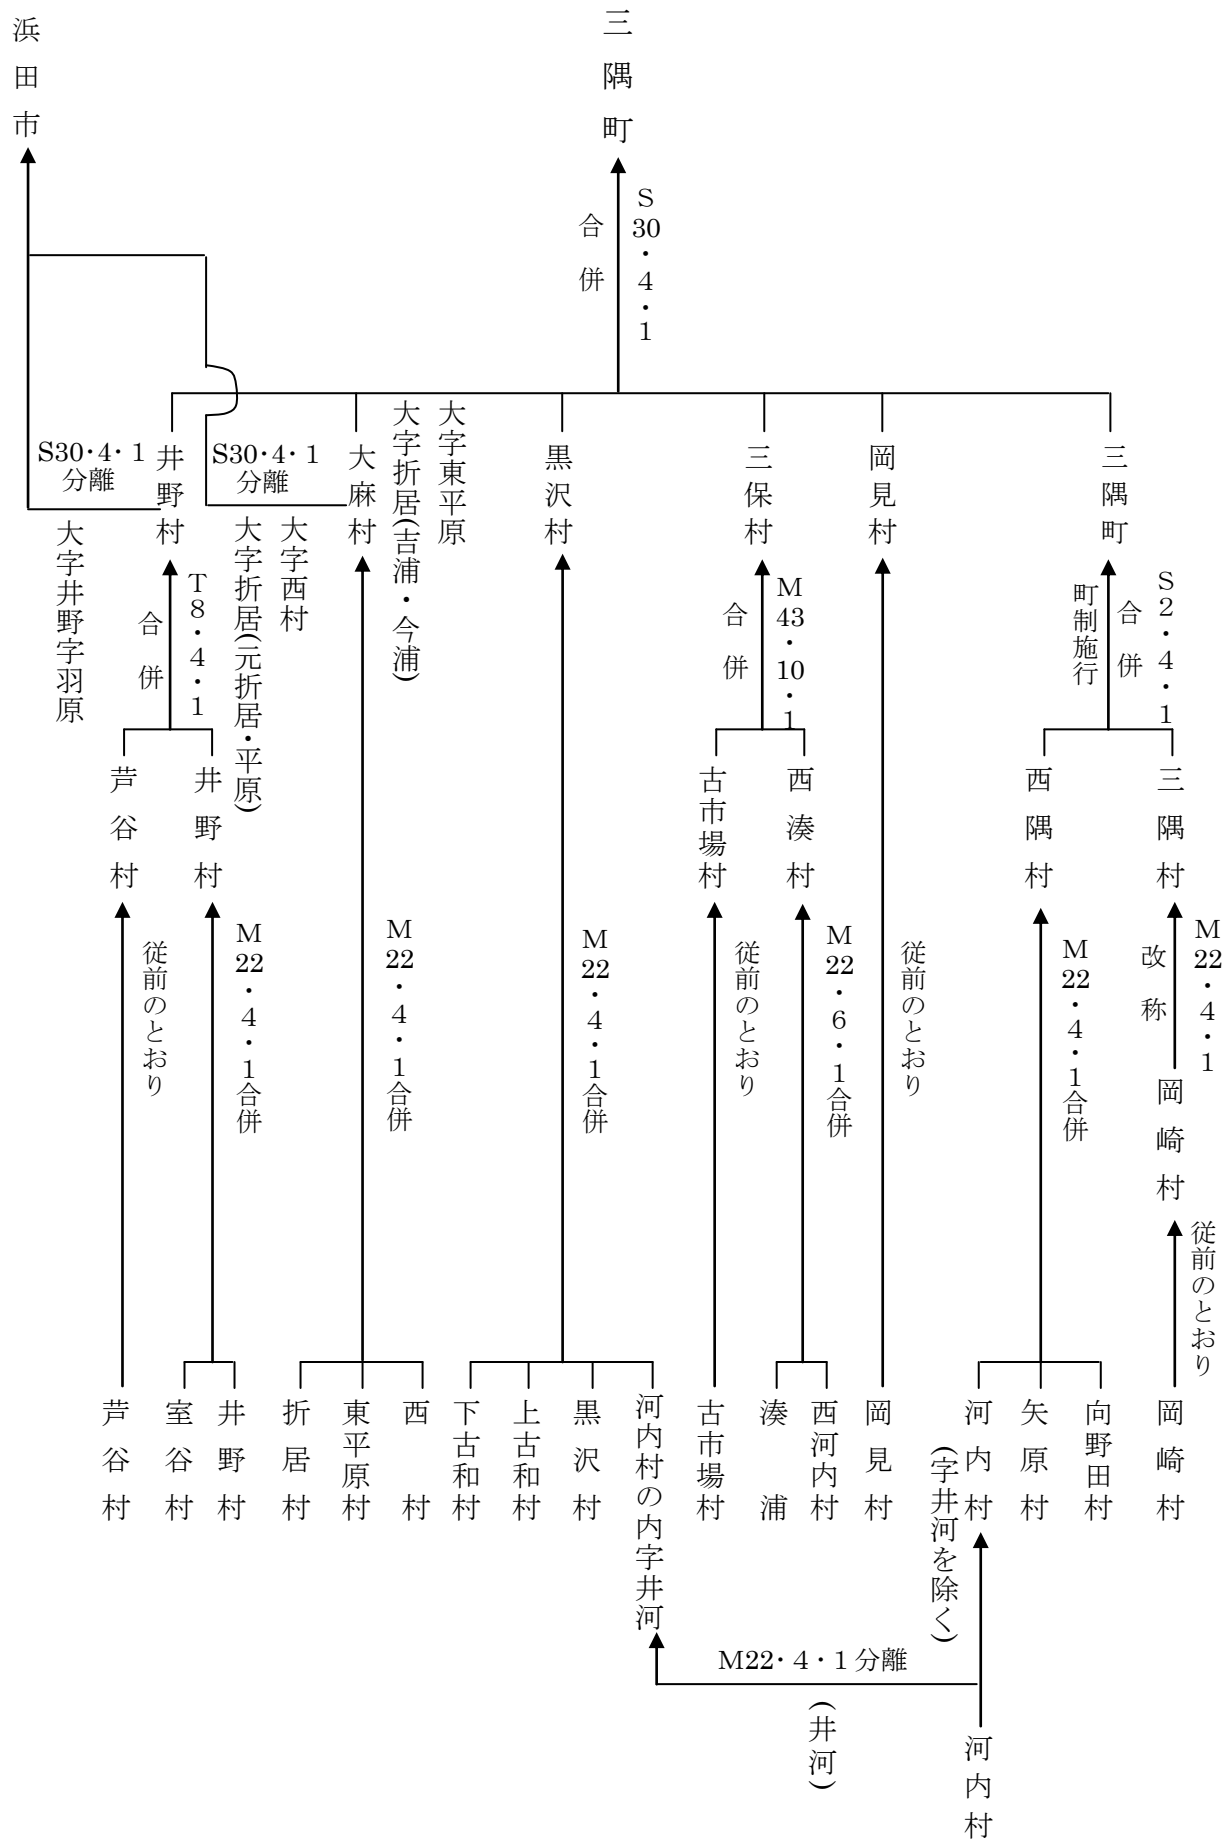 浜田市
三隅町
合併
S30・4・1
S30・4・1
分離
井野村
S30・4・1
分離
大麻村
大字折居(吉浦・今浦)
大字東平原
黒沢村
三保村
岡見村
三隅町
大字井野字羽原
大字折居(元折居・平原)
大字西村
合併
T8・4・1
合併
M43・10・1
町制施行
合併
S2・4・1
芦谷村
井野村
古市場村
西湊村
西隅村
三隅村
従前のとおり
M22・4・1合併
M22・4・1合併
M22・4・1合併
従前のとおり
M22・6・1合併
従前のとおり
M22・4・1合併
改称
M22・4・1
岡崎村
従前のとおり
芦谷村
室谷村
井野村
折居村
東平原村
西村
下古和村
上古和村
黒沢村
河内村の内字井河
古市場村
湊浦
西河内村
岡見村
河内村
(字井河を除く)
矢原村
向野田村
岡崎村
M22・4・1分離
(井河)
河内村